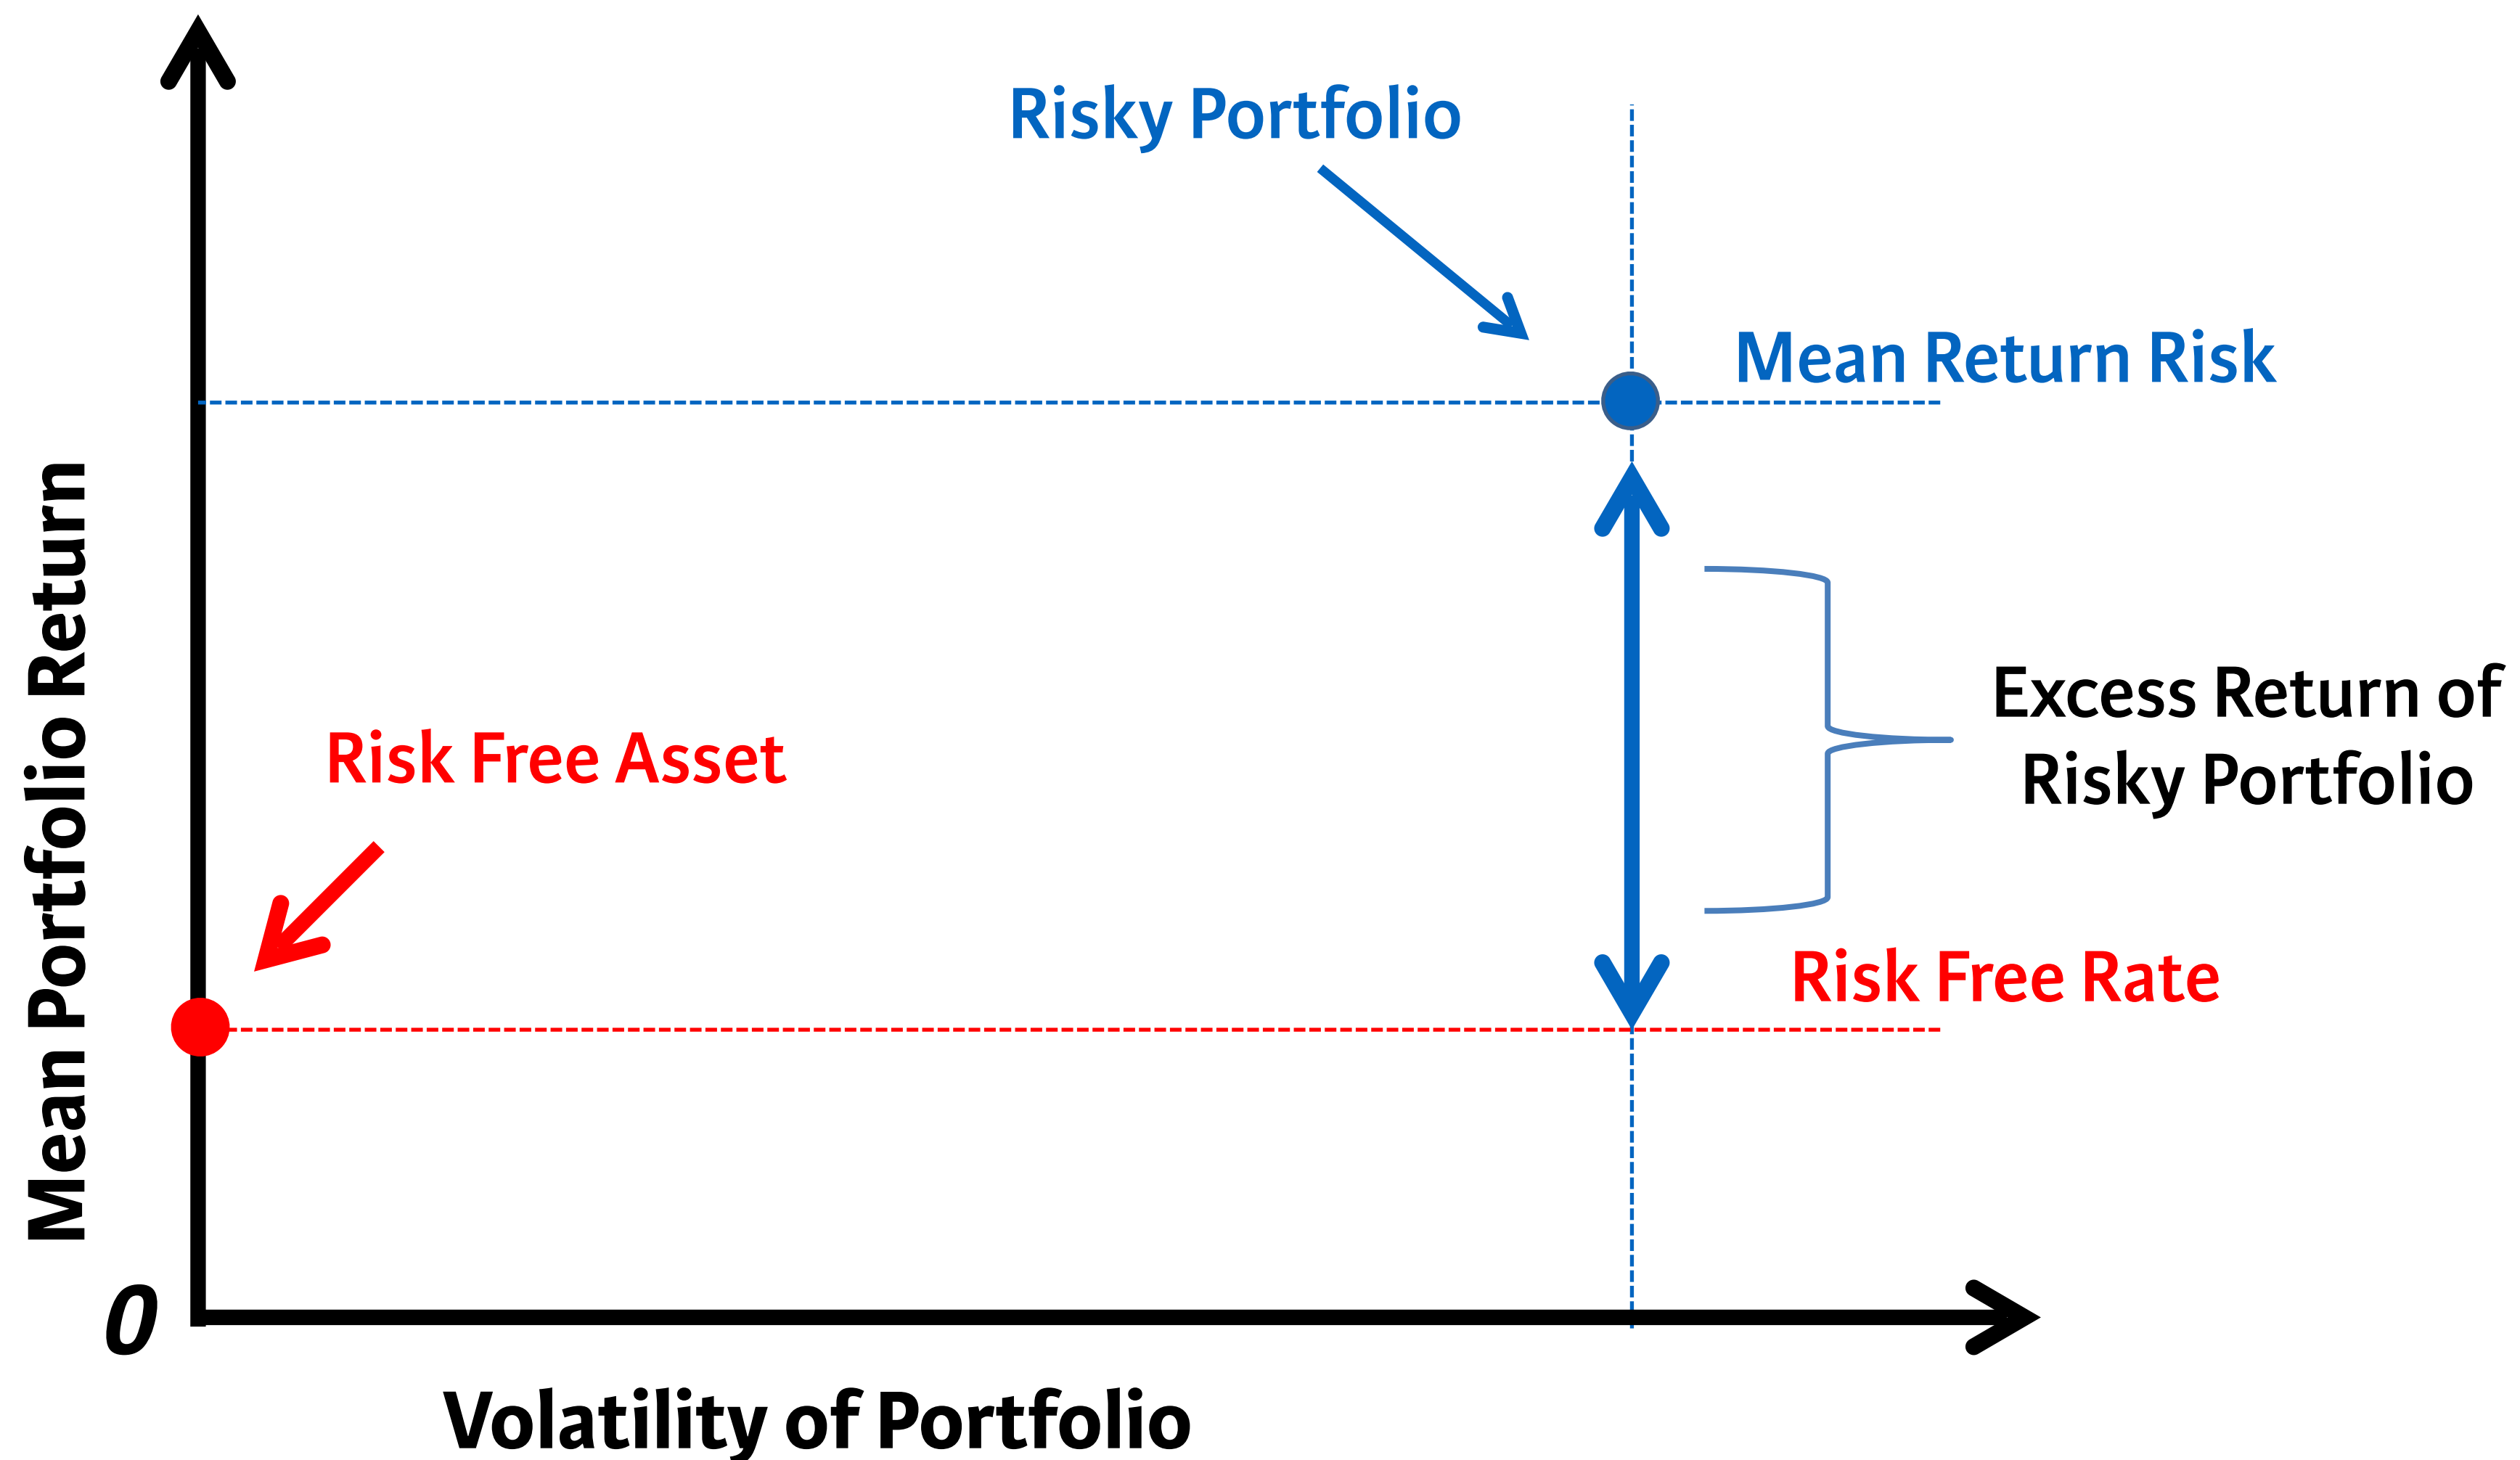 Risky Portfolio
Mean Return Risk
Mean Portfolio Return
Risk Free Asset
Excess Return of
Risky Portfolio
Risk Free Rate
0
Volatility of Portfolio